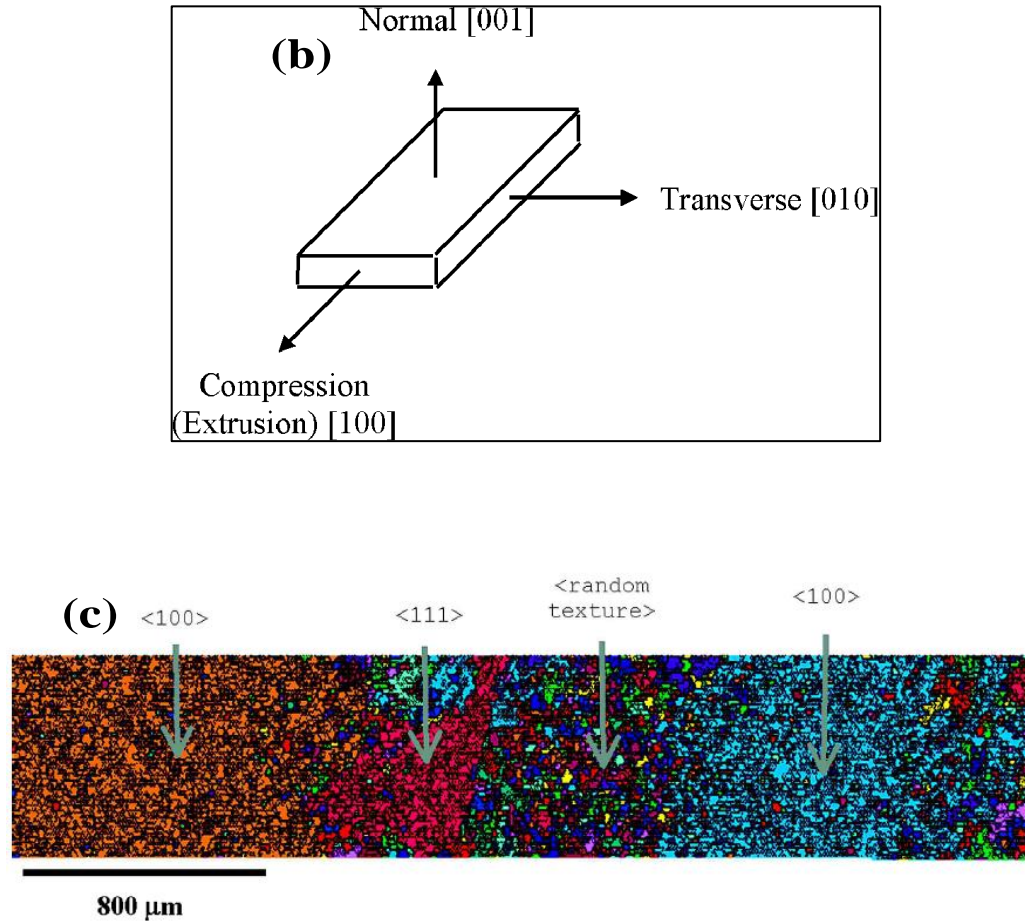 Normal [001]
(b)
Transverse [010]
Compression
(Extrusion) [100]
(c)
<100>
<111>
<random
texture>
<100>
800 μm